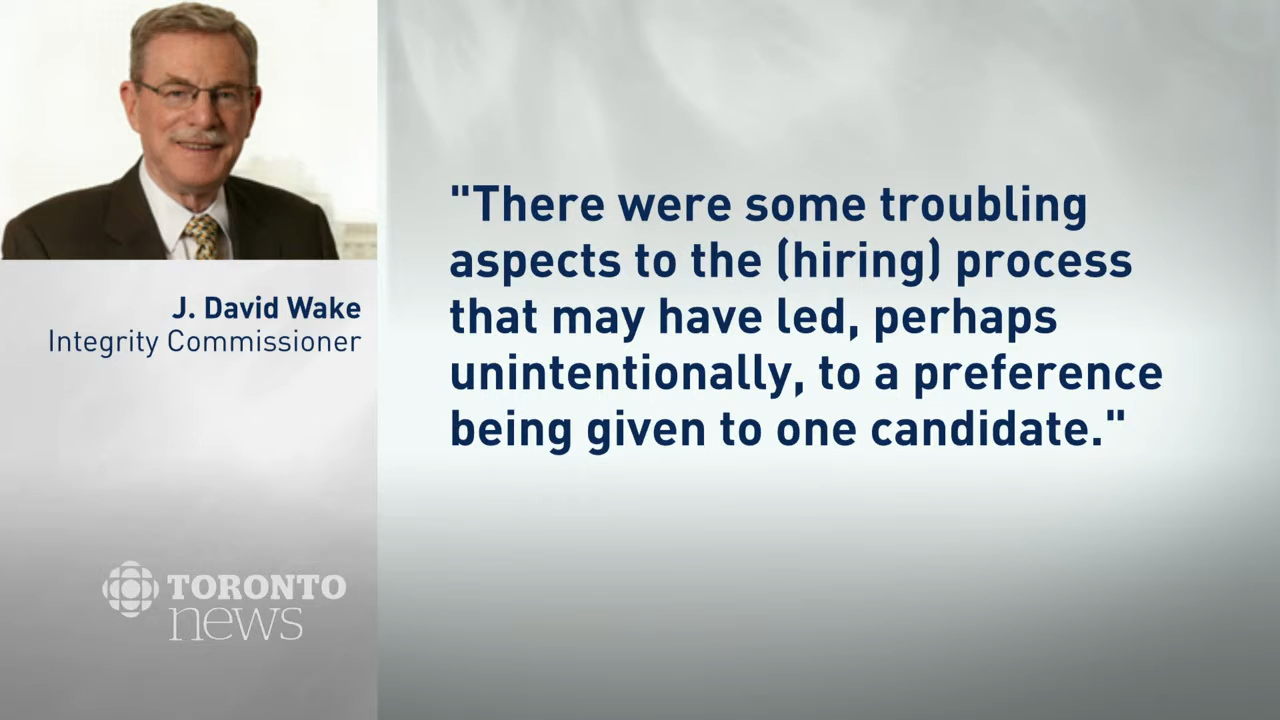 J. David Wake
Integrity Commissioner
"There were some troubling
aspects to the (hiring) process
that may have led, perhaps
unintentionally, to a preference
being given to one candidate."
TORONTO
news